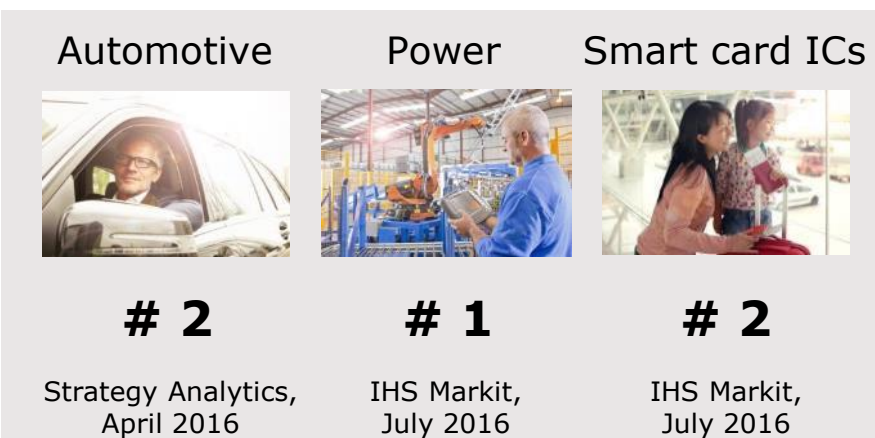 Automotive
Power
Smart card ICs
# 2
# 1
# 2
Strategy Analytics,
April 2016
IHS Markit,
July 2016
IHS Markit,
July 2016